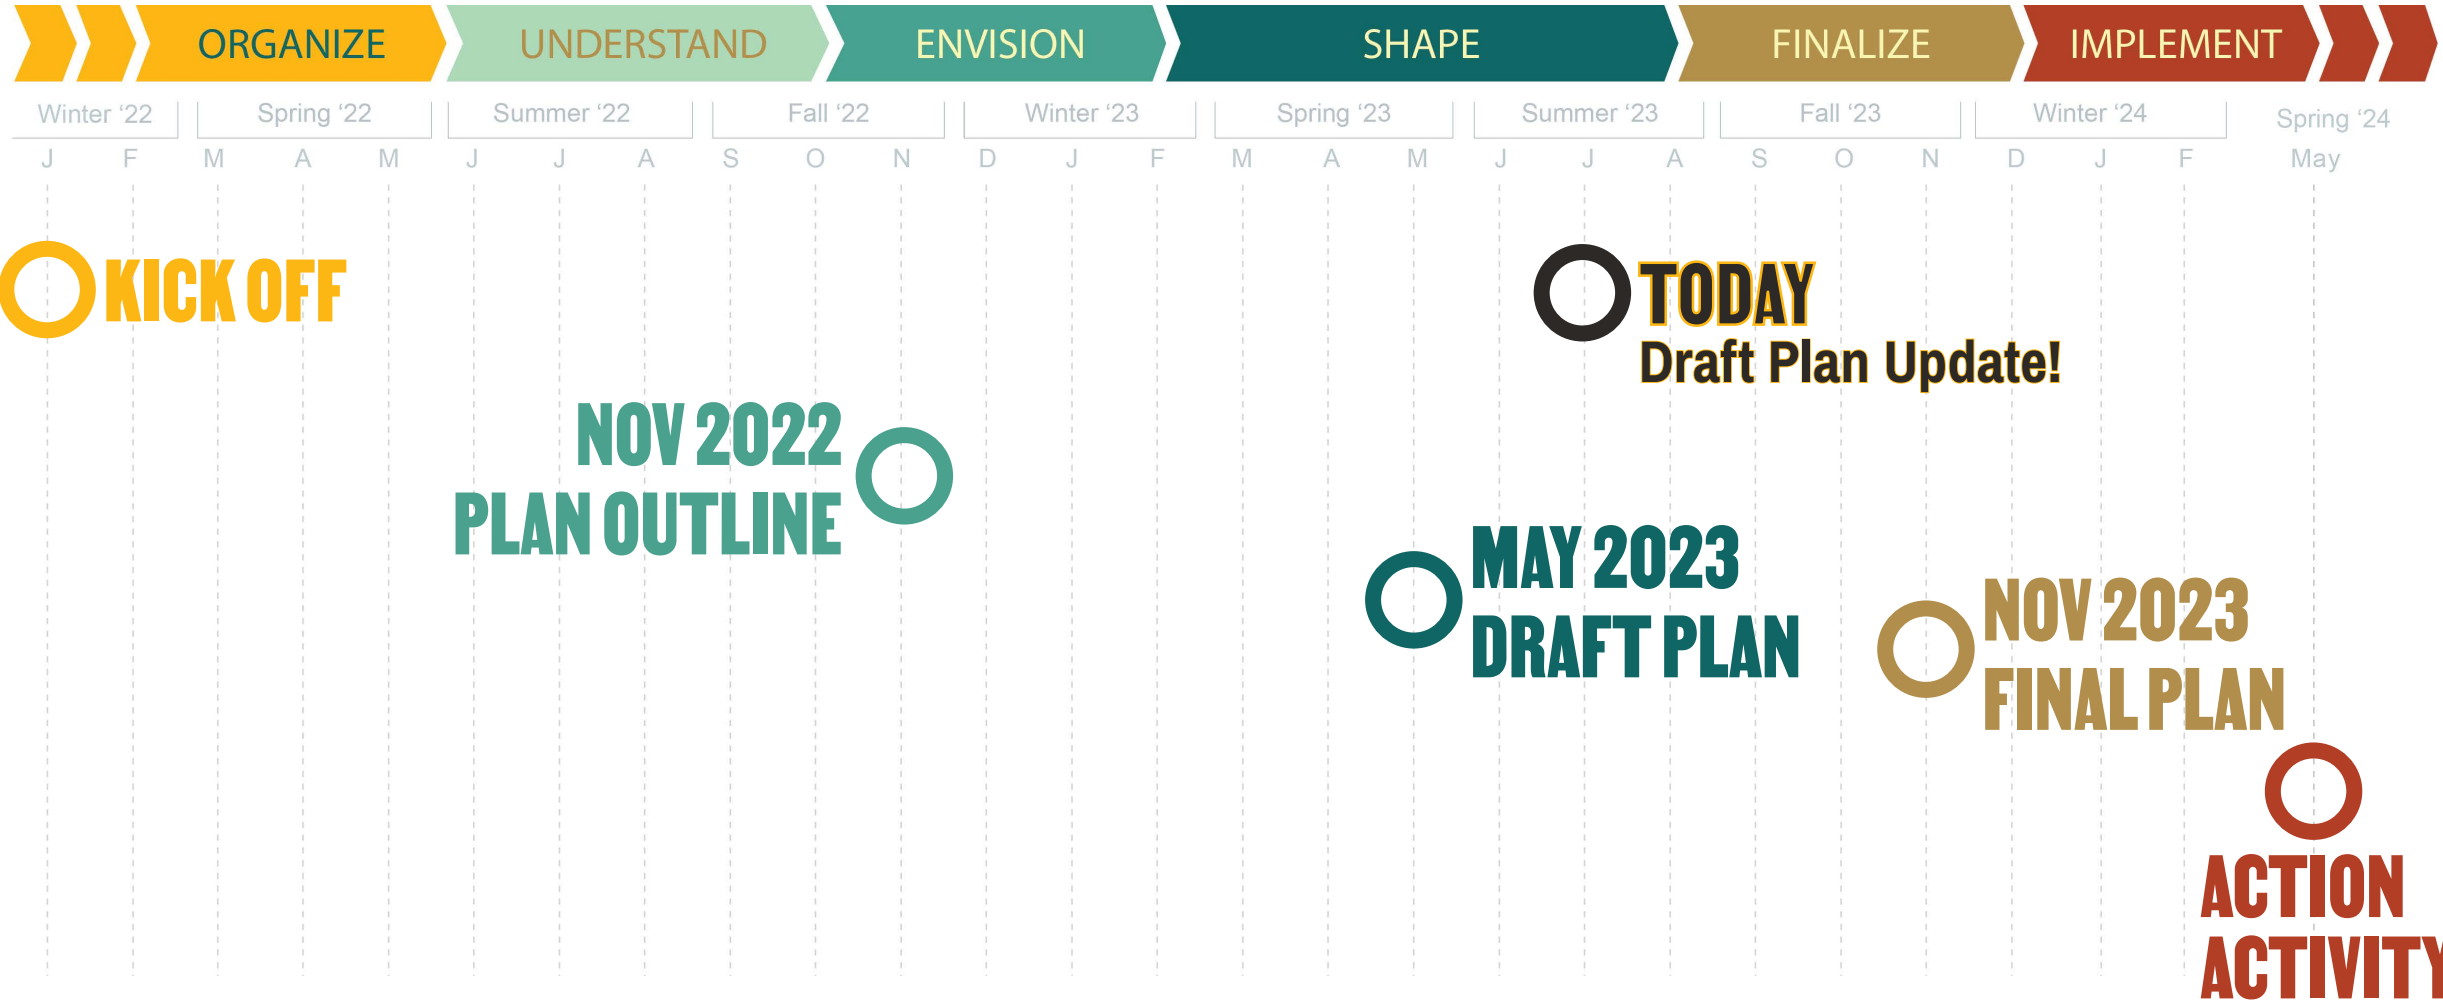 ORGANIZE UNDERSTAND ENVISION SHAPE FINALIZE IMPLEMENT
Winter ‘22 Spring ‘22 Summer ‘22 Fall ‘22 Winter ‘23 Spring ‘23 Summer ‘23 Fall ‘23 Winter ‘24 Spring ‘24
J F M A M J J A S O N D J F M A M J J A S O N D J F May
KICK OFF
TODAY
Draft Plan Update!
NOV 2022
PLAN OUTLINE
MAY 2023
DRAFT PLAN
NOV 2023
FINAL PLAN
ACTION
ACTIVITY